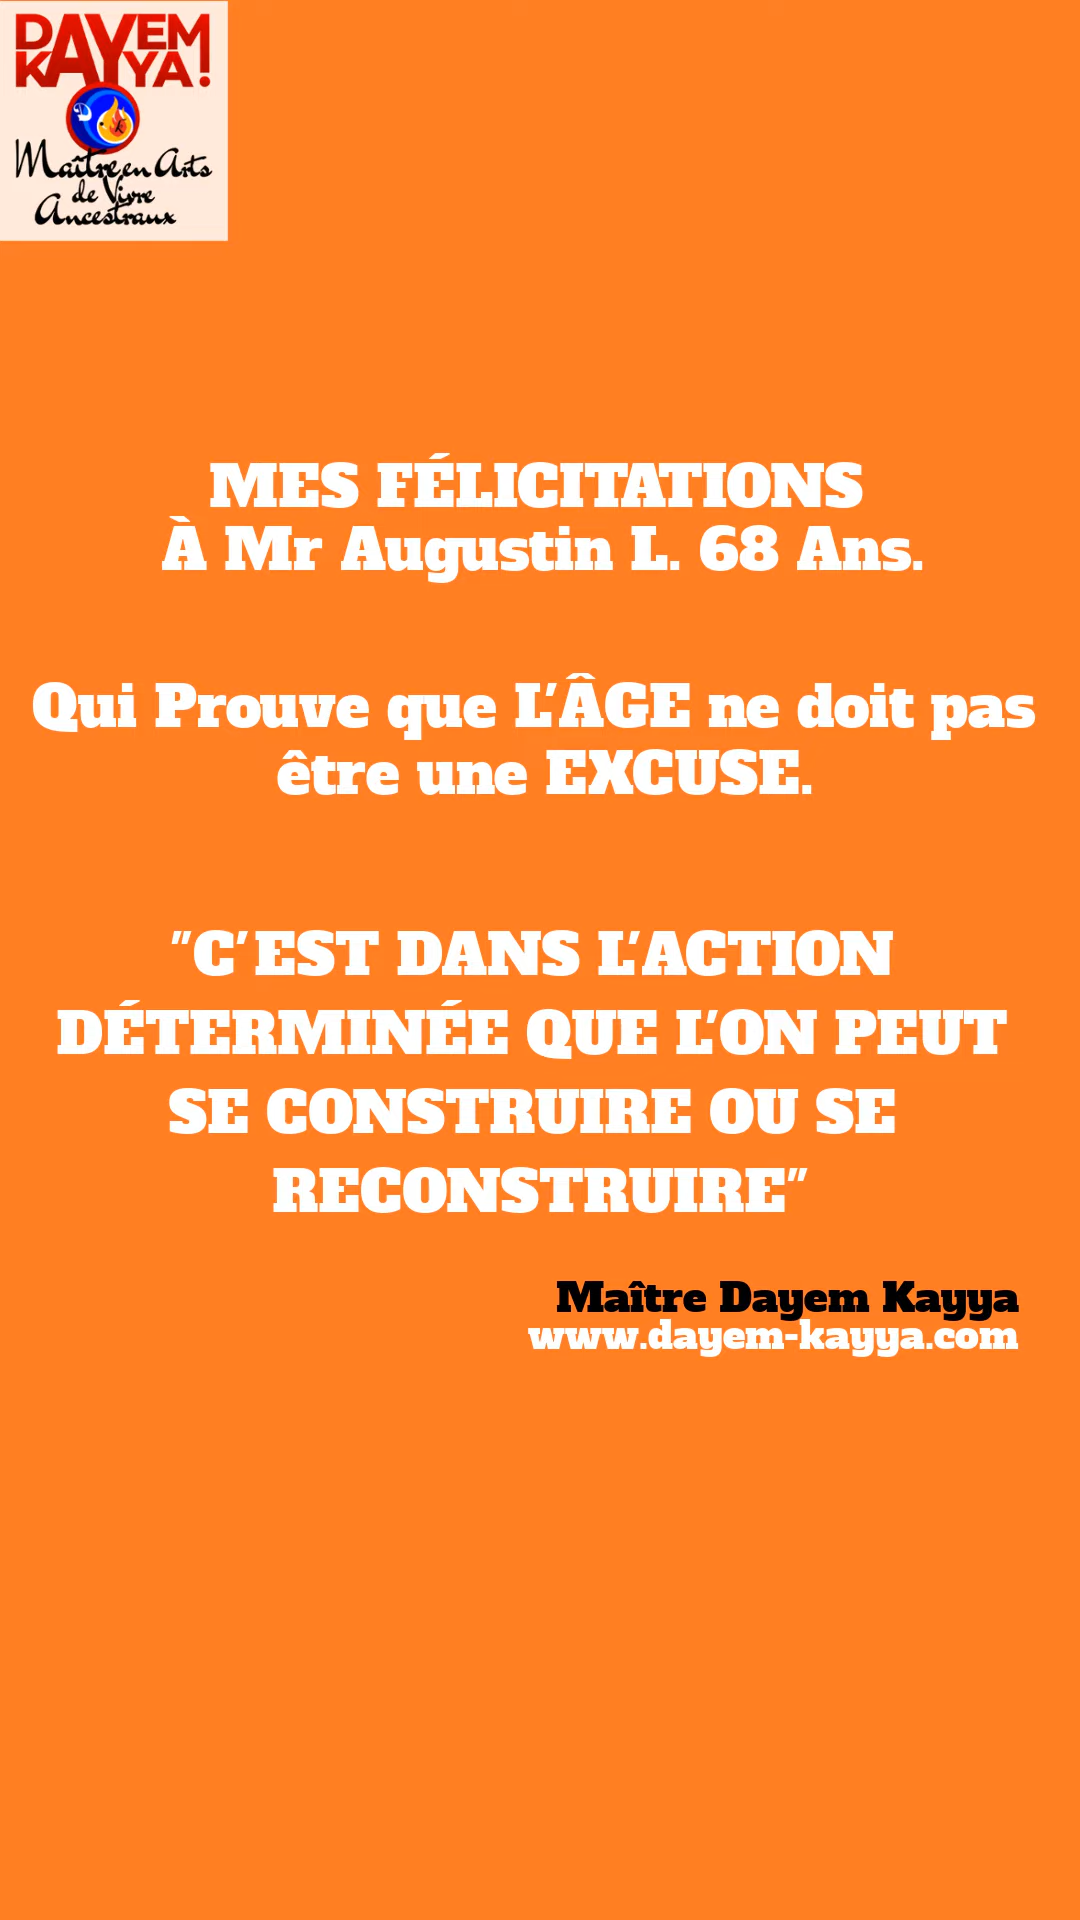 DAYEM
KAYYA!
D
k
Maître en Arts
de Vivre
Ancestraux
MES FÉLICITATIONS
À Mr Augustin L. 68 Ans.
Qui Prouve que L'ÂGE ne doit pas
être une EXCUSE.
"C'EST DANS L'ACTION
DÉTERMINÉE QUE L'ON PEUT
SE CONSTRUIRE OU SE
RECONSTRUIRE"
Maître Dayem Kayya
www.dayem-kayya.com